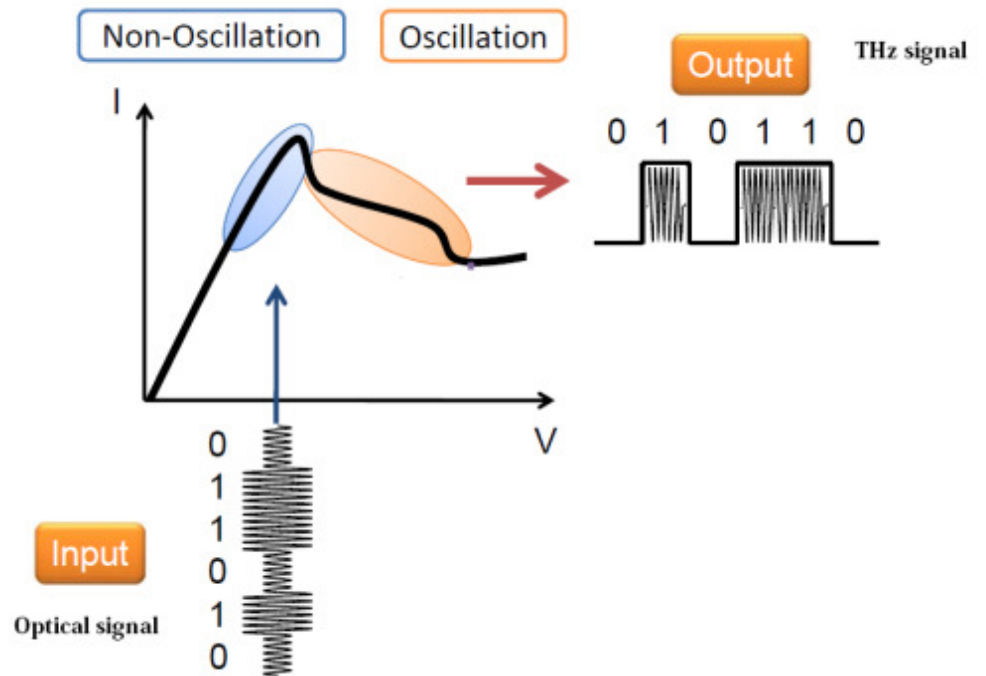 Non-Oscillation
Oscillation
Output
THz signal
I
0 1 0 1 1 0
V
0
1
1
0
1
0
Input
Optical signal